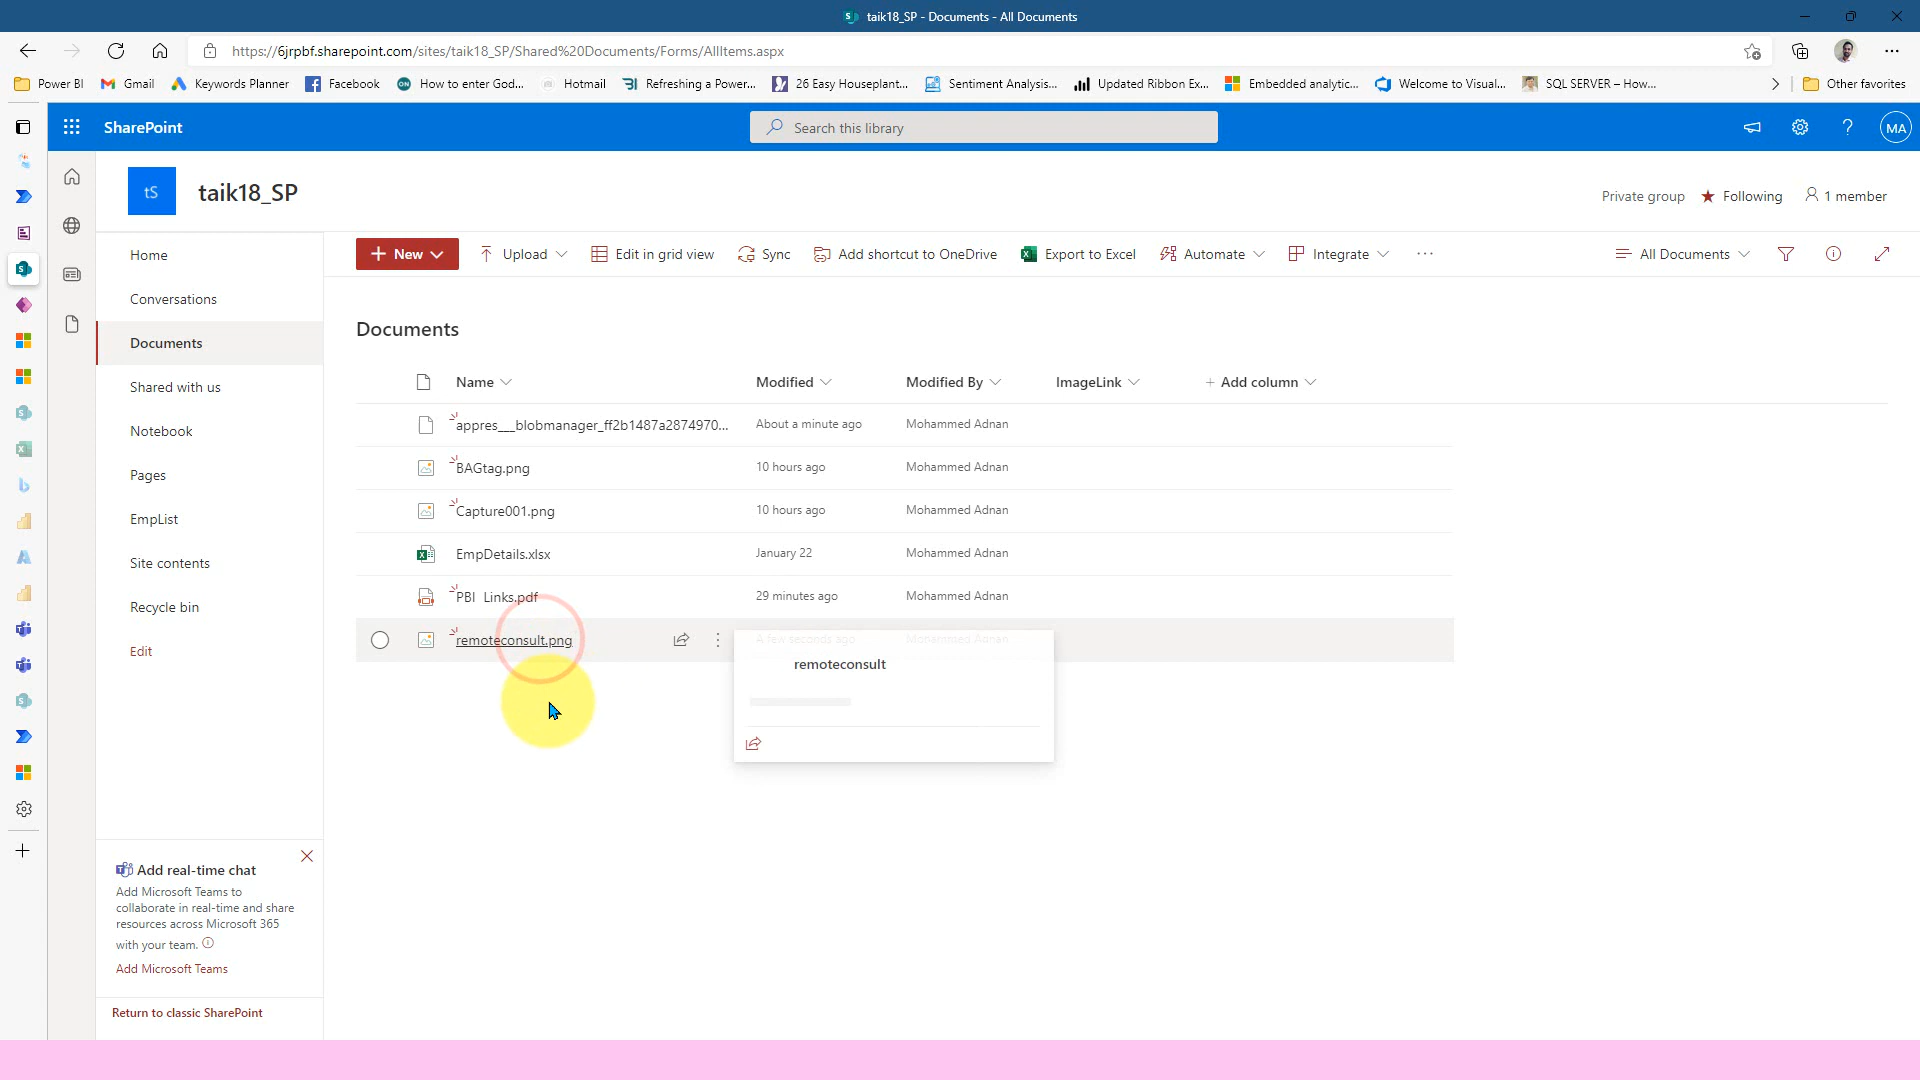 taik18_SP - Documents - All Documents
https://6jrpbf.sharepoint.com/sites/taik18_SP/Shared%20Documents/Forms/AllItems.aspx
Power BI Gmail Keywords Planner Facebook How to enter God... Hotmail Refreshing a Power... 26 Easy Houseplant... Sentiment Analysis... Updated Ribbon Ex... Embedded analytic... Welcome to Visual... SQL SERVER – How... Other favorites
SharePoint
Search this library
MA
tS
taik18_SP
Private group Following 1 member
Home
Conversations
Documents
Shared with us
Notebook
Pages
EmpList
Site contents
Recycle bin
Edit
New Upload Edit in grid view Sync Add shortcut to OneDrive Export to Excel Automate Integrate All Documents
Documents
Name Modified Modified By ImageLink Add column
appres___blobmanager_ff2b1487a2874970... About a minute ago Mohammed Adnan
BAGtag.png 10 hours ago Mohammed Adnan
Capture001.png 10 hours ago Mohammed Adnan
EmpDetails.xlsx January 22 Mohammed Adnan
PBI Links.pdf 29 minutes ago Mohammed Adnan
remoteconsult.png A few seconds ago Mohammed Adnan
remoteconsult
Add real-time chat
Add Microsoft Teams to
collaborate in real-time and share
resources across Microsoft 365
with your team.
Add Microsoft Teams
Return to classic SharePoint